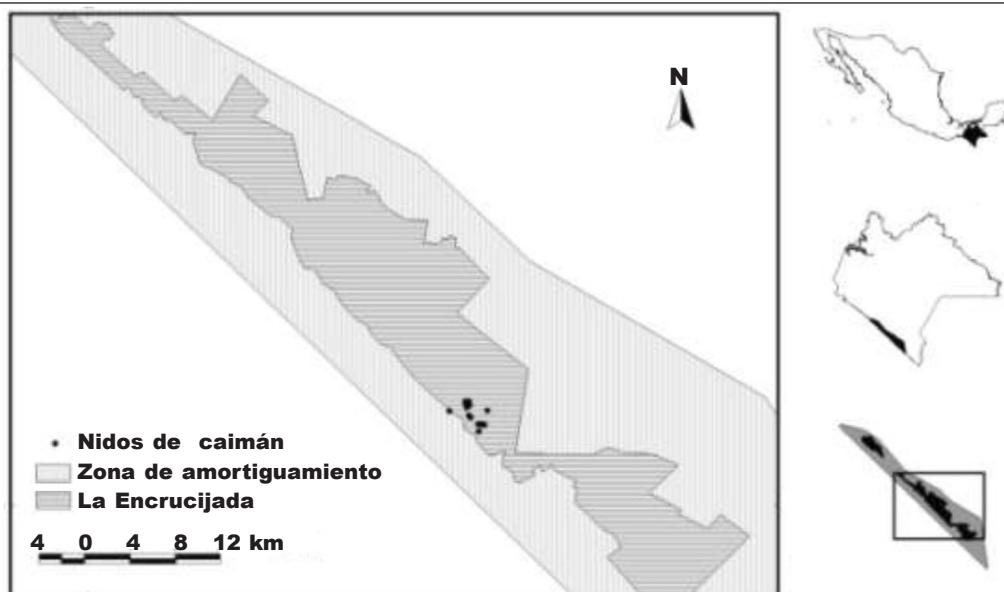 N
Nidos de caimán
Zona de amortiguamiento
La Encrucijada
4 0 4 8 12 km